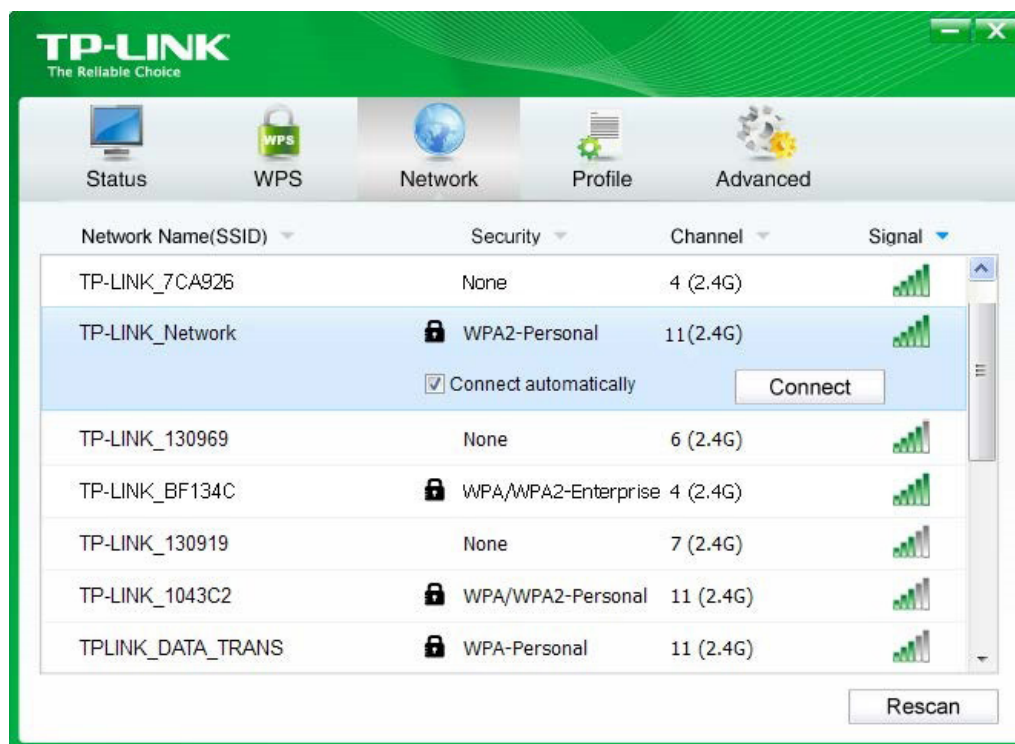 TP-LINK
The Reliable Choice
WPS
Status WPS Network Profile Advanced
Network Name(SSID) Security Channel Signal
TP-LINK_7CA926 None 4 (2.4G)
TP-LINK_Network WPA2-Personal 11(2.4G)
Connect automatically Connect
TP-LINK_130969 None 6 (2.4G)
TP-LINK_BF134C WPA/WPA2-Enterprise 4 (2.4G)
TP-LINK_130919 None 7 (2.4G)
TP-LINK_1043C2 WPA/WPA2-Personal 11 (2.4G)
TPLINK_DATA_TRANS WPA-Personal 11 (2.4G)
Rescan